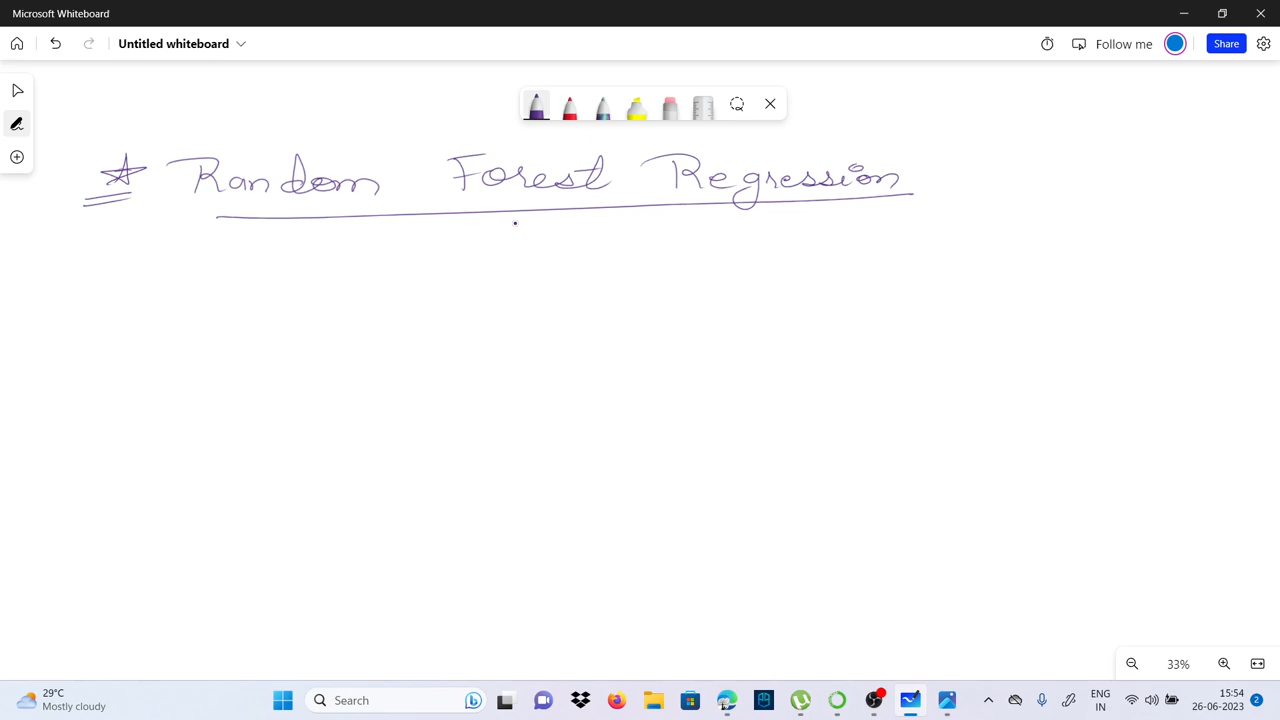 Microsoft Whiteboard
Untitled whiteboard
Follow me
Share
* Random Forest Regression
33%
29°C
Mostly cloudy
Search
ENG
IN
15:54
26-06-2023
2